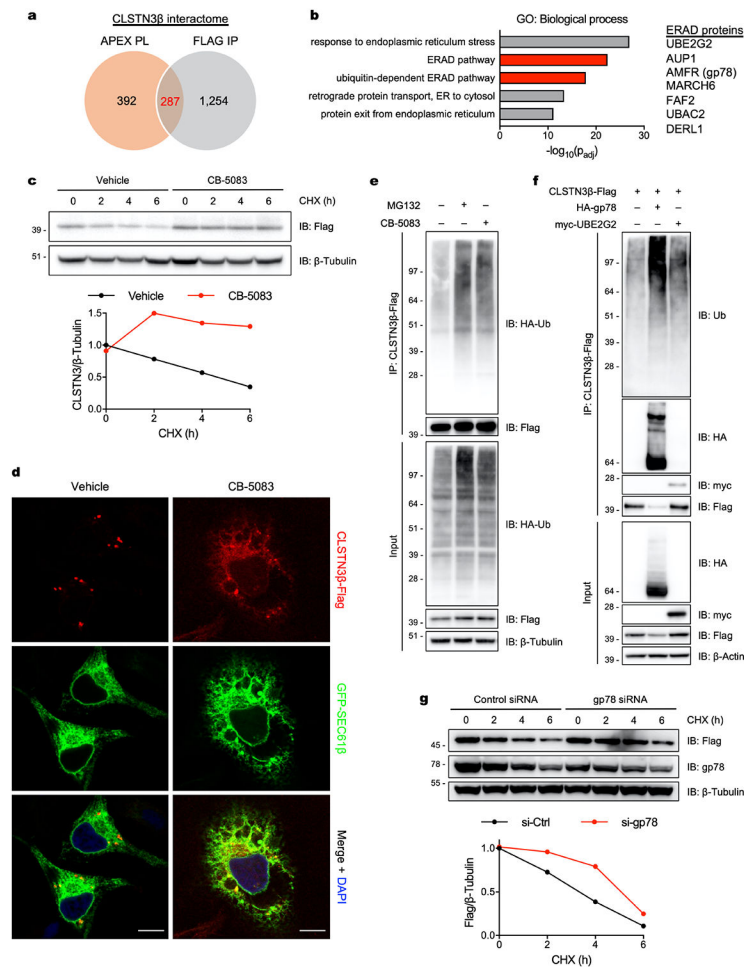 a
CLSTN3β interactome
APEX PL
FLAG IP
392
287
1,254
b
GO: Biological process
response to endoplasmic reticulum stress
ERAD pathway
ubiquitin-dependent ERAD pathway
retrograde protein transport, ER to cytosol
protein exit from endoplasmic reticulum
0 10 20 30
-log10(padj)
ERAD proteins
UBE2G2
AUP1
AMFR (gp78)
MARCH6
FAF2
UBAC2
DERL1
c
Vehicle
CB-5083
0 2 4 6 0 2 4 6 CHX (h)
39 -
IB: Flag
51 -
IB: β-Tubulin
Vehicle
CB-5083
CLSTN3/β-Tubulin
1.5
1.0
0.5
0.0
0 2 4 6
CHX (h)
d
Vehicle
CB-5083
CLSTN3β-Flag
GFP-SEC61β
Merge + DAPI
e
MG132 – + –
CB-5083 – – +
IP: CLSTN3β-Flag
97 -
64 -
51 -
39 -
28 -
IB: HA-Ub
39 -
IB: Flag
Input
97 -
64 -
51 -
39 -
28 -
IB: HA-Ub
39 -
IB: Flag
51 -
IB: β-Tubulin
f
CLSTN3β-Flag + + +
HA-gp78 – + –
myc-UBE2G2 – – +
IP: CLSTN3β-Flag
97 -
64 -
51 -
39 -
28 -
IB: Ub
64 -
IB: HA
28 -
IB: myc
39 -
IB: Flag
Input
64 -
IB: HA
28 -
IB: myc
39 -
IB: Flag
39 -
IB: β-Actin
g
Control siRNA
gp78 siRNA
0 2 4 6 0 2 4 6 CHX (h)
45 -
IB: Flag
78 -
IB: gp78
55 -
IB: β-Tubulin
si-Ctrl
si-gp78
Flag/β-Tubulin
1.0
0.5
0.0
0 2 4 6
CHX (h)